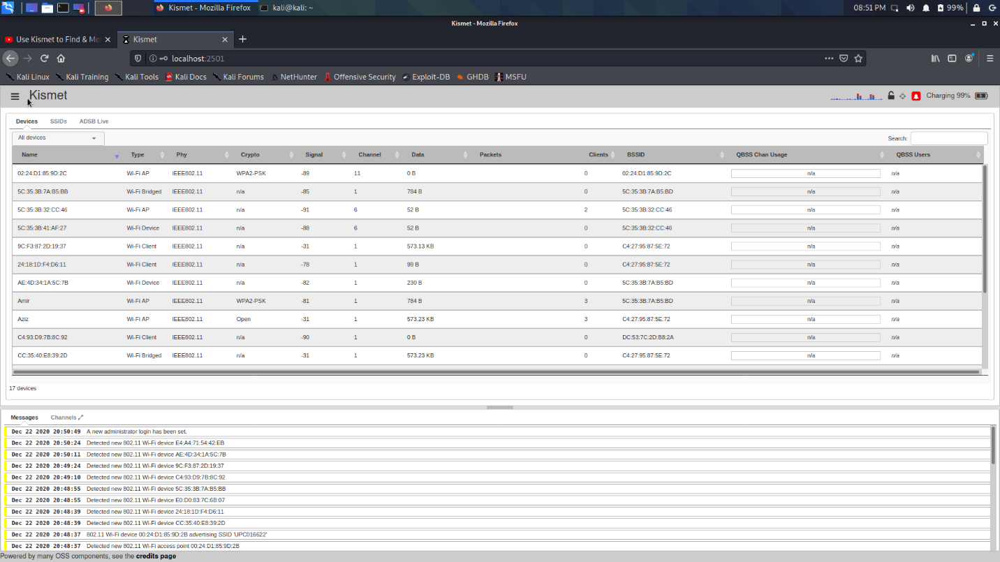 Kismet - Mozilla Firefox
kali@kali: ~
08:51 PM
99%
Kismet - Mozilla Firefox
Use Kismet to Find & Mo
Kismet
localhost:2501
Kali Linux Kali Training Kali Tools Kali Docs Kali Forums NetHunter Offensive Security Exploit-DB GHDB MSFU
Kismet
Charging 99%
Devices SSIDs ADSB Live
All devices
Search:
Name Type Phy Crypto Signal Channel Data Packets Clients BSSID QBSS Chan Usage QBSS Users
02:24:D1:85:9D:2C Wi-Fi AP IEEE802.11 WPA2-PSK -89 11 0 B 0 02:24:D1:85:9D:2C n/a n/a
5C:35:3B:7A:B5:BB Wi-Fi Bridged IEEE802.11 n/a -85 1 784 B 0 5C:35:3B:7A:B5:BD n/a n/a
5C:35:3B:32:CC:46 Wi-Fi AP IEEE802.11 n/a -91 6 52 B 2 5C:35:3B:32:CC:46 n/a n/a
5C:35:3B:41:AF:27 Wi-Fi Device IEEE802.11 n/a -88 6 52 B 0 5C:35:3B:32:CC:46 n/a n/a
9C:F3:87:2D:19:37 Wi-Fi Client IEEE802.11 n/a -31 1 573.13 KB 0 C4:27:95:87:5E:72 n/a n/a
24:18:1D:F4:D6:11 Wi-Fi Client IEEE802.11 n/a -78 1 99 B 0 C4:27:95:87:5E:72 n/a n/a
AE:4D:34:1A:5C:7B Wi-Fi Device IEEE802.11 n/a -82 1 230 B 0 5C:35:3B:7A:B5:BD n/a n/a
Amir Wi-Fi AP IEEE802.11 WPA2-PSK -81 1 784 B 3 5C:35:3B:7A:B5:BD n/a n/a
Aziz Wi-Fi AP IEEE802.11 Open -31 1 573.23 KB 3 C4:27:95:87:5E:72 n/a n/a
C4:93:D9:7B:8C:92 Wi-Fi Client IEEE802.11 n/a -90 1 0 B 0 DC:53:7C:2D:B8:2A n/a n/a
CC:35:40:E8:39:2D Wi-Fi Bridged IEEE802.11 n/a -31 1 573.23 KB 0 C4:27:95:87:5E:72 n/a n/a
17 devices
Messages Channels
Dec 22 2020 20:50:49 A new administrator login has been set.
Dec 22 2020 20:50:24 Detected new 802.11 Wi-Fi device E4:A4:71:54:42:EB
Dec 22 2020 20:50:11 Detected new 802.11 Wi-Fi device AE:4D:34:1A:5C:7B
Dec 22 2020 20:49:24 Detected new 802.11 Wi-Fi device 9C:F3:87:2D:19:37
Dec 22 2020 20:49:10 Detected new 802.11 Wi-Fi device C4:93:D9:7B:8C:92
Dec 22 2020 20:48:55 Detected new 802.11 Wi-Fi device 5C:35:3B:7A:B5:BB
Dec 22 2020 20:48:55 Detected new 802.11 Wi-Fi device E0:D0:83:7C:6B:07
Dec 22 2020 20:48:39 Detected new 802.11 Wi-Fi device 24:18:1D:F4:D6:11
Dec 22 2020 20:48:39 Detected new 802.11 Wi-Fi device CC:35:40:E8:39:2D
Dec 22 2020 20:48:37 802.11 Wi-Fi device 00:24:D1:85:9D:2B advertising SSID 'UPC016622'
Dec 22 2020 20:48:37 Detected new 802.11 Wi-Fi access point 00:24:D1:85:9D:2B
Powered by many OSS components, see the credits page